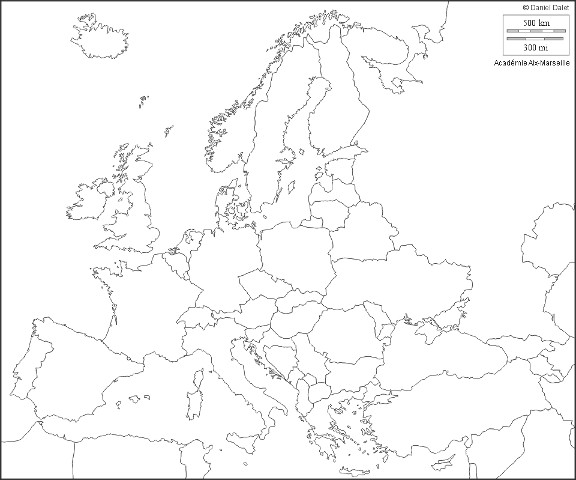 © Daniel Dalet
500 km
300 mi
Académie Aix-Marseille